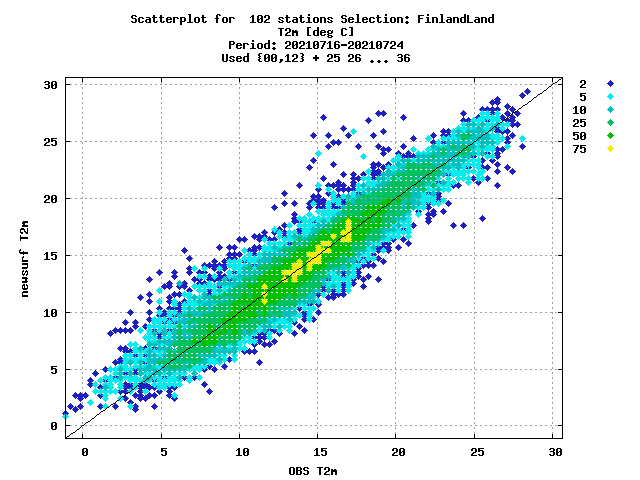 Scatterplot for  102 stations Selection: FinlandLand
T2m [deg C]
Period: 20210716-20210724
Used {00,12} + 25 26 ... 36
2
5
10
25
50
75
30
25
20
15
10
5
0
newsurf T2m
0 5 10 15 20 25 30
OBS T2m